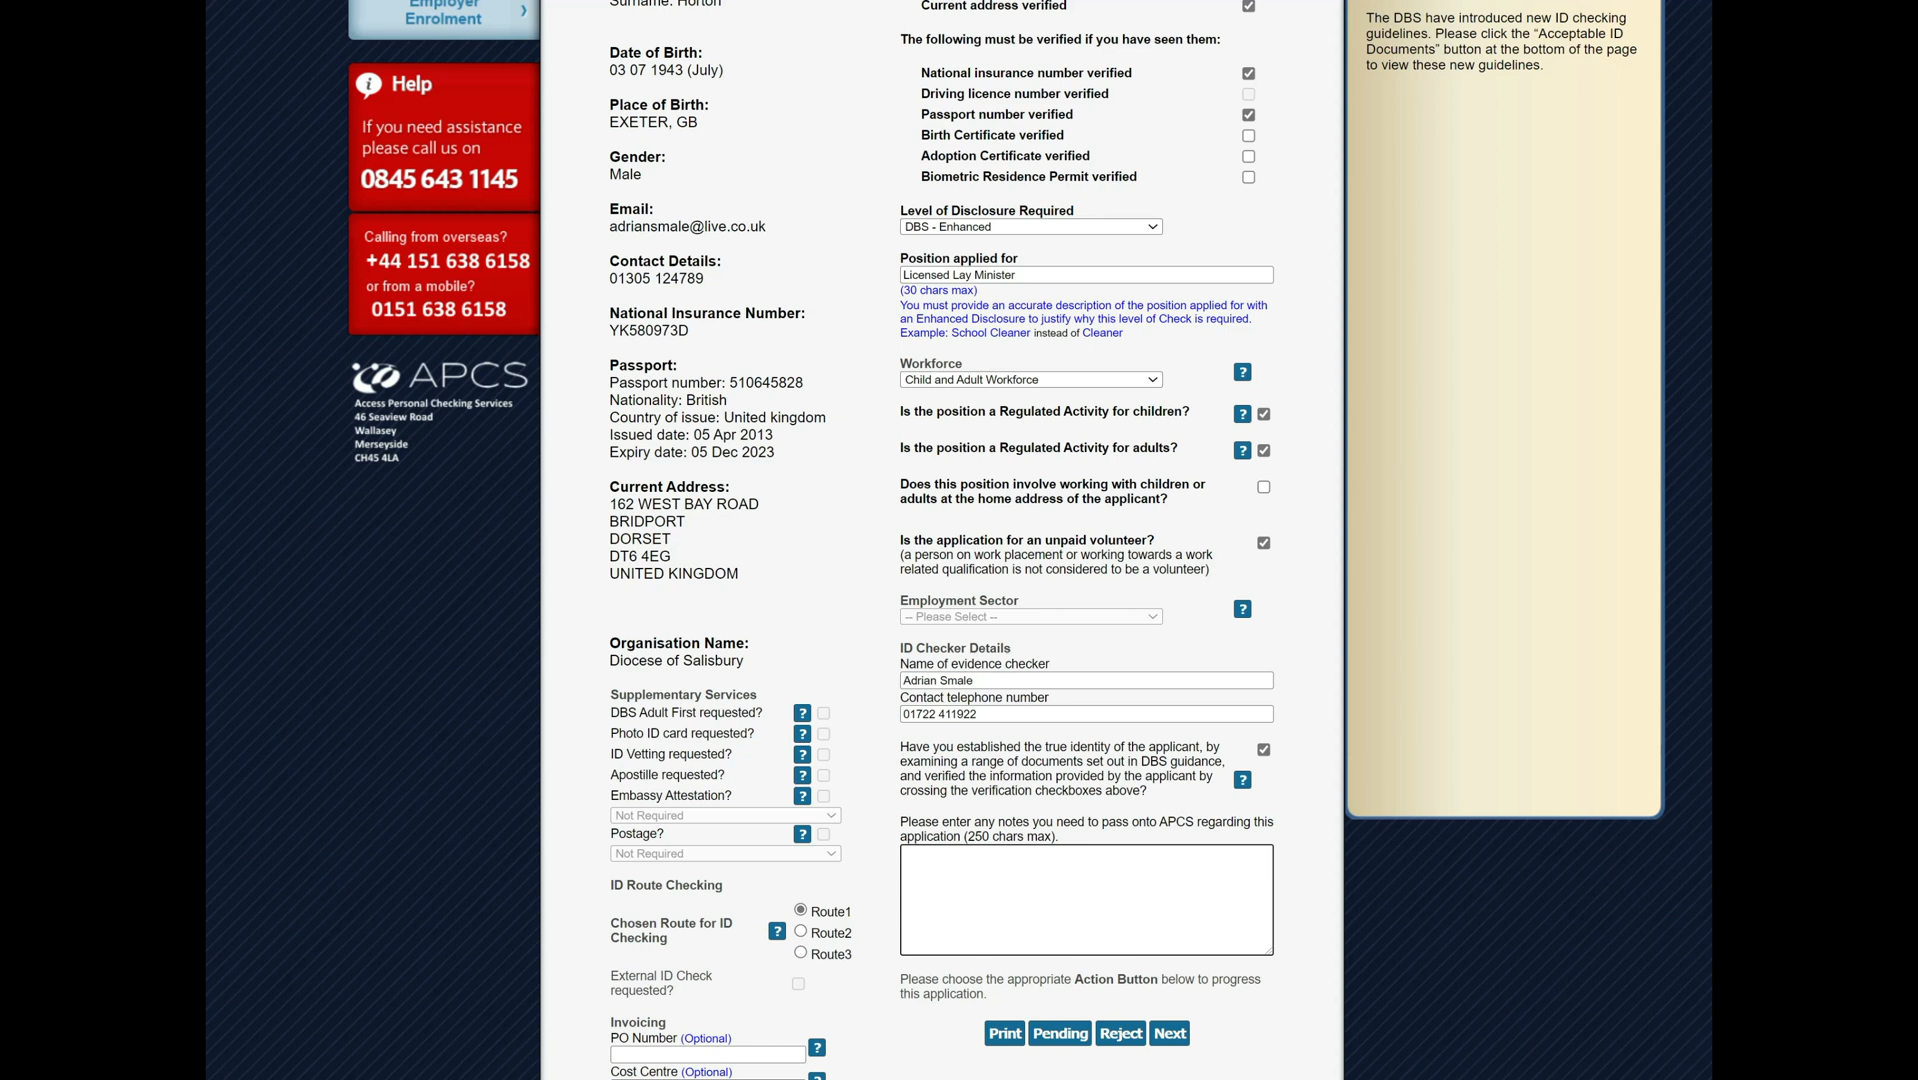 Employer
Enrolment
Help
If you need assistance
please call us on
0845 643 1145
Calling from overseas?
+44 151 638 6158
or from a mobile?
0151 638 6158
APCS
Access Personal Checking Services
46 Seaview Road
Wallasey
Merseyside
CH45 4LA
Surname: Horton
Date of Birth:
03 07 1943 (July)
Place of Birth:
EXETER, GB
Gender:
Male
Email:
adriansmale@live.co.uk
Contact Details:
01305 124789
National Insurance Number:
YK580973D
Passport:
Passport number: 510645828
Nationality: British
Country of issue: United kingdom
Issued date: 05 Apr 2013
Expiry date: 05 Dec 2023
Current Address:
162 WEST BAY ROAD
BRIDPORT
DORSET
DT6 4EG
UNITED KINGDOM
Organisation Name:
Diocese of Salisbury
Supplementary Services
DBS Adult First requested? ?
Photo ID card requested? ?
ID Vetting requested? ?
Apostille requested? ?
Embassy Attestation? ?
Not Required
Postage? ?
Not Required
ID Route Checking
Chosen Route for ID
Checking
?
Route1
Route2
Route3
External ID Check
requested?
Invoicing
PO Number (Optional)
?
Cost Centre (Optional)
?
Current address verified
The following must be verified if you have seen them:
National insurance number verified
Driving licence number verified
Passport number verified
Birth Certificate verified
Adoption Certificate verified
Biometric Residence Permit verified
Level of Disclosure Required
DBS - Enhanced
Position applied for
Licensed Lay Minister
(30 chars max)
You must provide an accurate description of the position applied for with
an Enhanced Disclosure to justify why this level of Check is required.
Example: School Cleaner instead of Cleaner
Workforce
Child and Adult Workforce
?
Is the position a Regulated Activity for children? ?
Is the position a Regulated Activity for adults? ?
Does this position involve working with children or
adults at the home address of the applicant?
Is the application for an unpaid volunteer?
(a person on work placement or working towards a work
related qualification is not considered to be a volunteer)
Employment Sector
-- Please Select --
?
ID Checker Details
Name of evidence checker
Adrian Smale
Contact telephone number
01722 411922
Have you established the true identity of the applicant, by
examining a range of documents set out in DBS guidance,
and verified the information provided by the applicant by
crossing the verification checkboxes above?
?
Please enter any notes you need to pass onto APCS regarding this
application (250 chars max).
Please choose the appropriate Action Button below to progress
this application.
Print Pending Reject Next
The DBS have introduced new ID checking
guidelines. Please click the “Acceptable ID
Documents” button at the bottom of the page
to view these new guidelines.